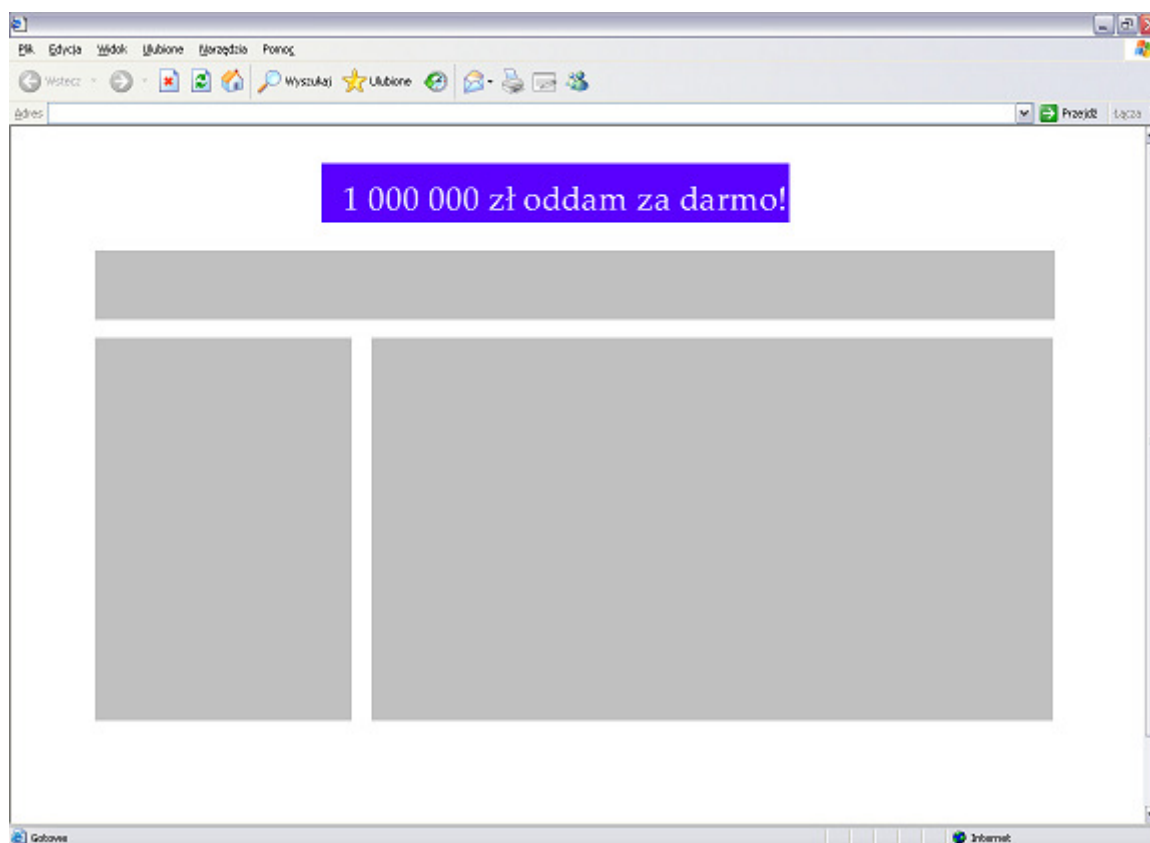 Plik Edycja Widok Ulubione Narzędzia Pomoc
Wstecz Wyszukaj Ulubione
Adres Przejdź Łącza
1 000 000 zł oddam za darmo!
Gotowe Internet